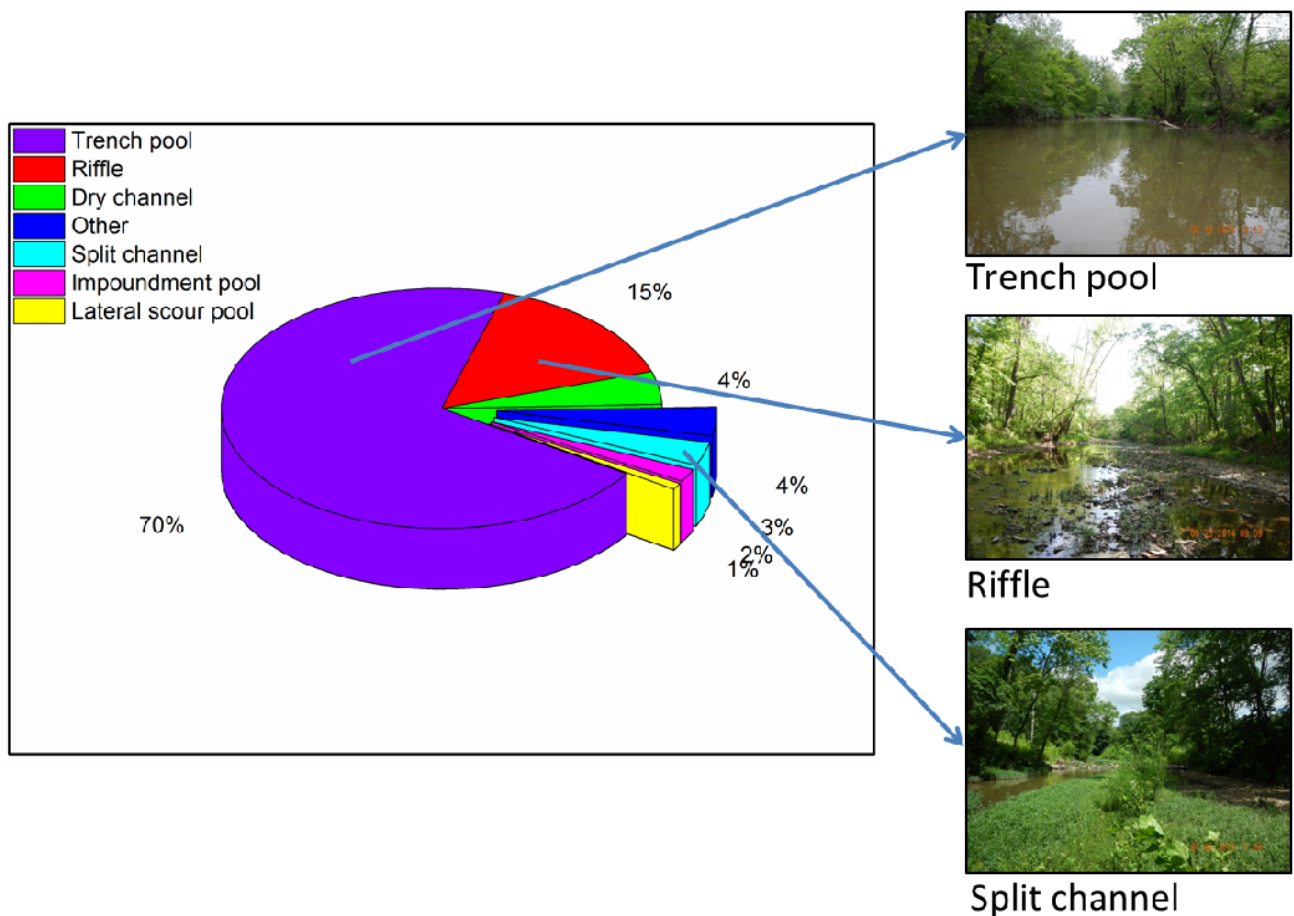 Trench pool
Riffle
Dry channel
Other
Split channel
Impoundment pool
Lateral scour pool
15%
4%
70%
4%
3%
2%
1%
Trench pool
Riffle
Split channel